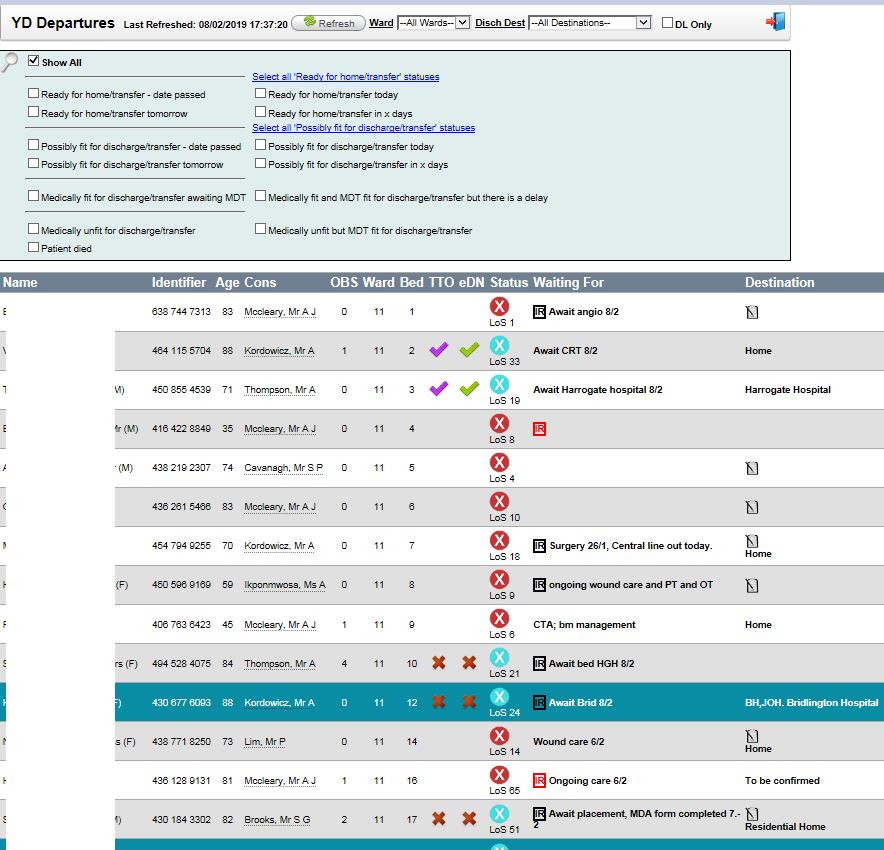 YD Departures Last Refreshed: 08/02/2019 17:37:20 Refresh Ward --All Wards-- Disch Dest --All Destinations-- DL Only
Show All
Select all 'Ready for home/transfer' statuses
Ready for home/transfer - date passed Ready for home/transfer today
Ready for home/transfer tomorrow Ready for home/transfer in x days
Select all 'Possibly fit for discharge/transfer' statuses
Possibly fit for discharge/transfer - date passed Possibly fit for discharge/transfer today
Possibly fit for discharge/transfer tomorrow Possibly fit for discharge/transfer in x days
Medically fit for discharge/transfer awaiting MDT Medically fit and MDT fit for discharge/transfer but there is a delay
Medically unfit for discharge/transfer Medically unfit but MDT fit for discharge/transfer
Patient died
Name Identifier Age Cons OBS Ward Bed TTO eDN Status Waiting For Destination
638 744 7313 83 Mccleary, Mr A J 0 11 1 X IR Await angio 8/2
LoS 1
464 115 5704 88 Kordowicz, Mr A 1 11 2 X Await CRT 8/2 Home
LoS 33
M) 450 855 4539 71 Thompson, Mr A 0 11 3 X Await Harrogate hospital 8/2 Harrogate Hospital
LoS 19
Mr (M) 416 422 8849 35 Mccleary, Mr A J 0 11 4 X IR
LoS 8
(M) 438 219 2307 74 Cavanagh, Mr S P 0 11 5 X
LoS 4
436 261 5466 83 Mccleary, Mr A J 0 11 6 X
LoS 10
454 794 9255 70 Kordowicz, Mr A 0 11 7 X IR Surgery 26/1, Central line out today. Home
LoS 18
(F) 450 596 9169 59 Ikponmwosa, Ms A 0 11 8 X IR ongoing wound care and PT and OT
LoS 9
406 763 6423 45 Mccleary, Mr A J 1 11 9 X CTA; bm management Home
LoS 6
rs (F) 494 528 4075 84 Thompson, Mr A 4 11 10 X IR Await bed HGH 8/2
LoS 21
F) 430 677 6093 88 Kordowicz, Mr A 0 11 12 X IR Await Brid 8/2 BH,JOH. Bridlington Hospital
LoS 24
s (F) 438 771 8250 73 Lim, Mr P 0 11 14 X Wound care 6/2 Home
LoS 14
436 128 9131 81 Mccleary, Mr A J 1 11 16 X IR Ongoing care 6/2 To be confirmed
LoS 65
M) 430 184 3302 82 Brooks, Mr S G 2 11 17 X IR Await placement, MDA form completed 7.-
LoS 51 2 Residential Home